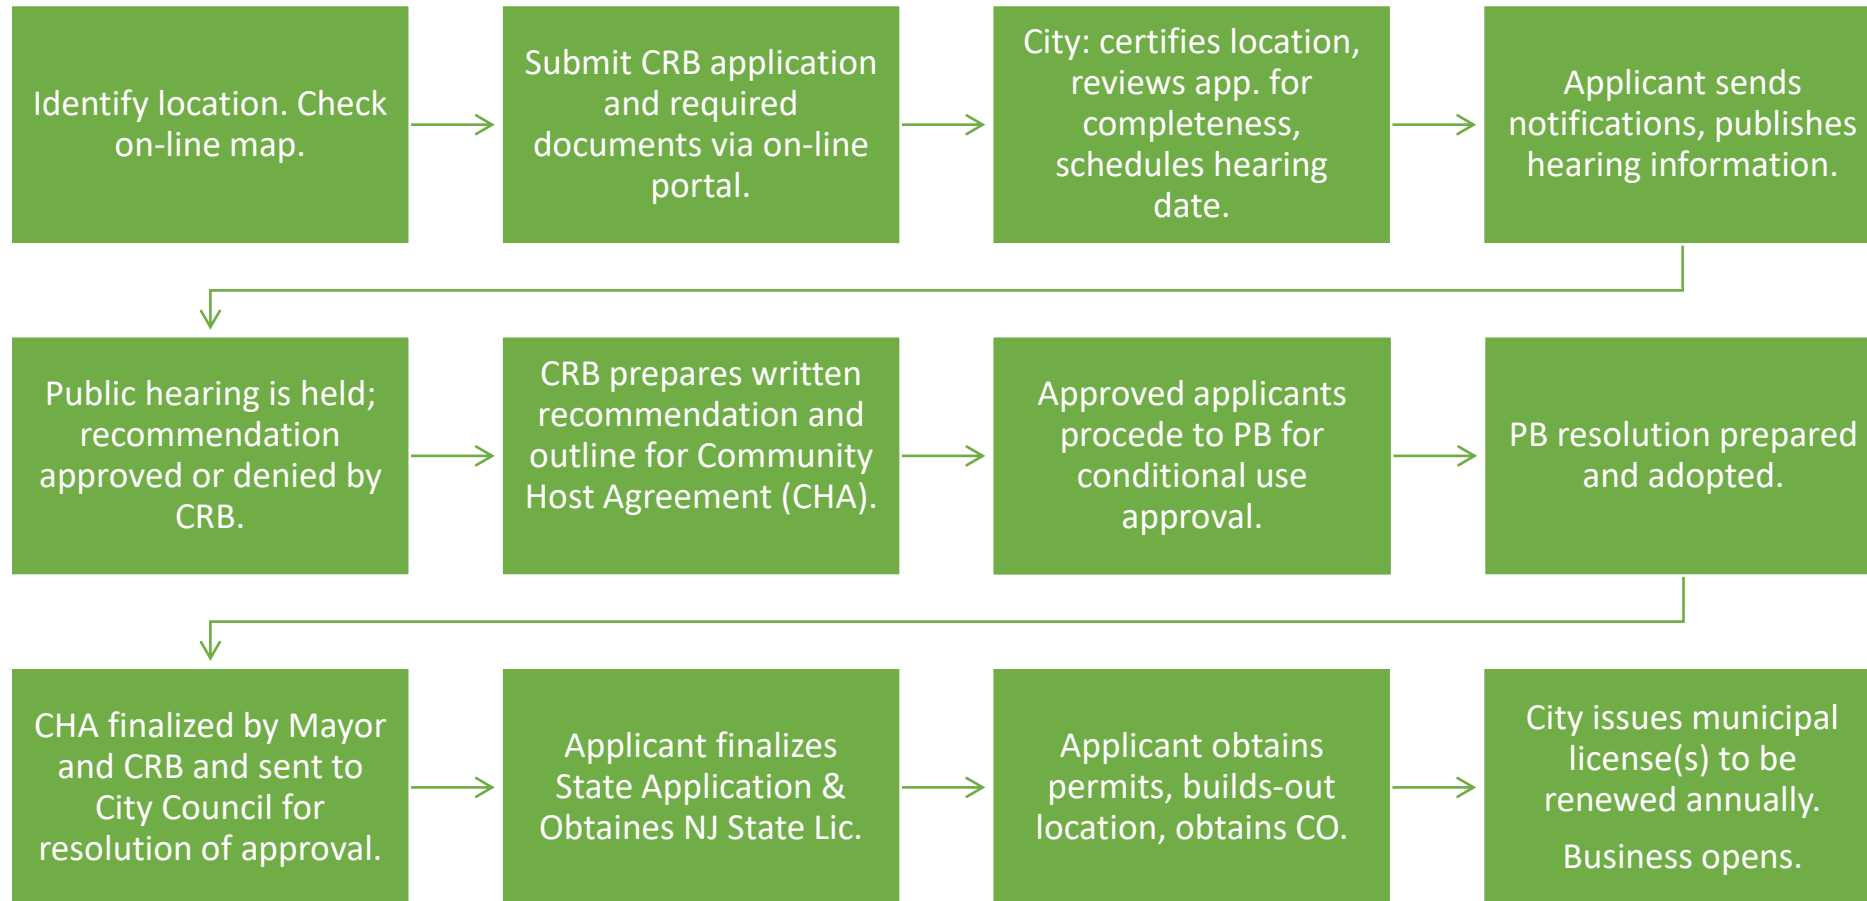 Identify location. Check
on-line map.
Submit CRB application
and required
documents via on-line
portal.
City: certifies location,
reviews app. for
completeness,
schedules hearing
date.
Applicant sends
notifications, publishes
hearing information.
Public hearing is held;
recommendation
approved or denied by
CRB.
CRB prepares written
recommendation and
outline for Community
Host Agreement (CHA).
Approved applicants
procede to PB for
conditional use
approval.
PB resolution prepared
and adopted.
CHA finalized by Mayor
and CRB and sent to
City Council for
resolution of approval.
Applicant finalizes
State Application &
Obtaines NJ State Lic.
Applicant obtains
permits, builds-out
location, obtains CO.
City issues municipal
license(s) to be
renewed annually.
Business opens.